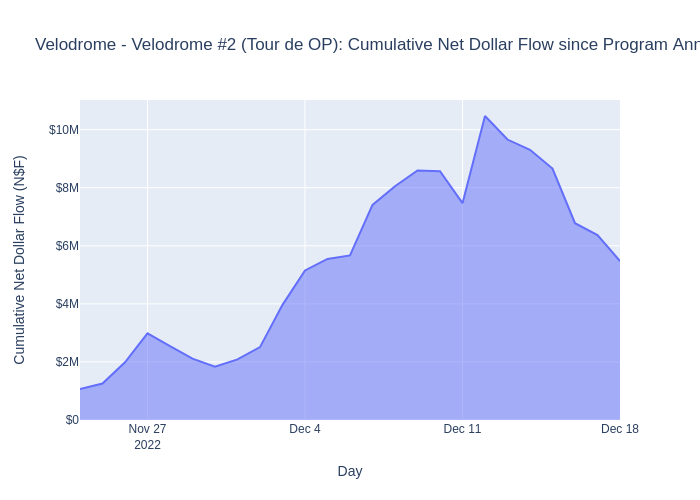 Velodrome - Velodrome #2 (Tour de OP): Cumulative Net Dollar Flow since Program Ann
Cumulative Net Dollar Flow (N$F)
$10M
$8M
$6M
$4M
$2M
$0
Nov 27
2022
Dec 4
Dec 11
Dec 18
Day